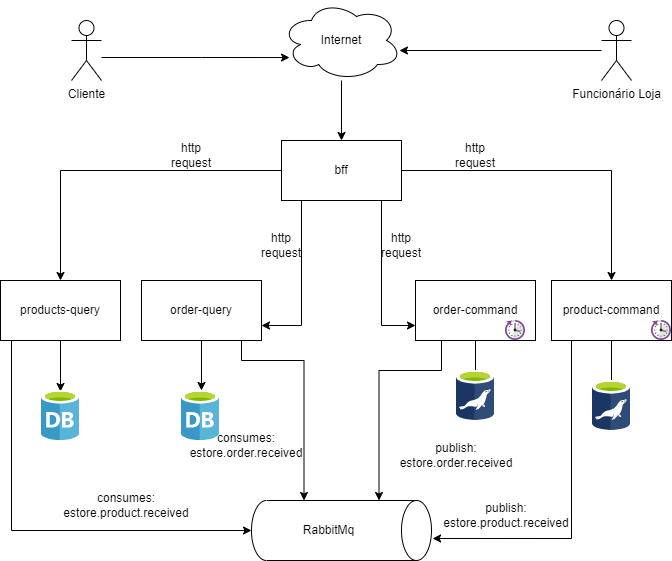 Internet
Cliente
Funcionário Loja
http
request
bff
http
request
http
request
http
request
products-query
order-query
order-command
product-command
DB
DB
consumes:
estore.order.received
publish:
estore.order.received
consumes:
estore.product.received
publish:
estore.product.received
RabbitMq